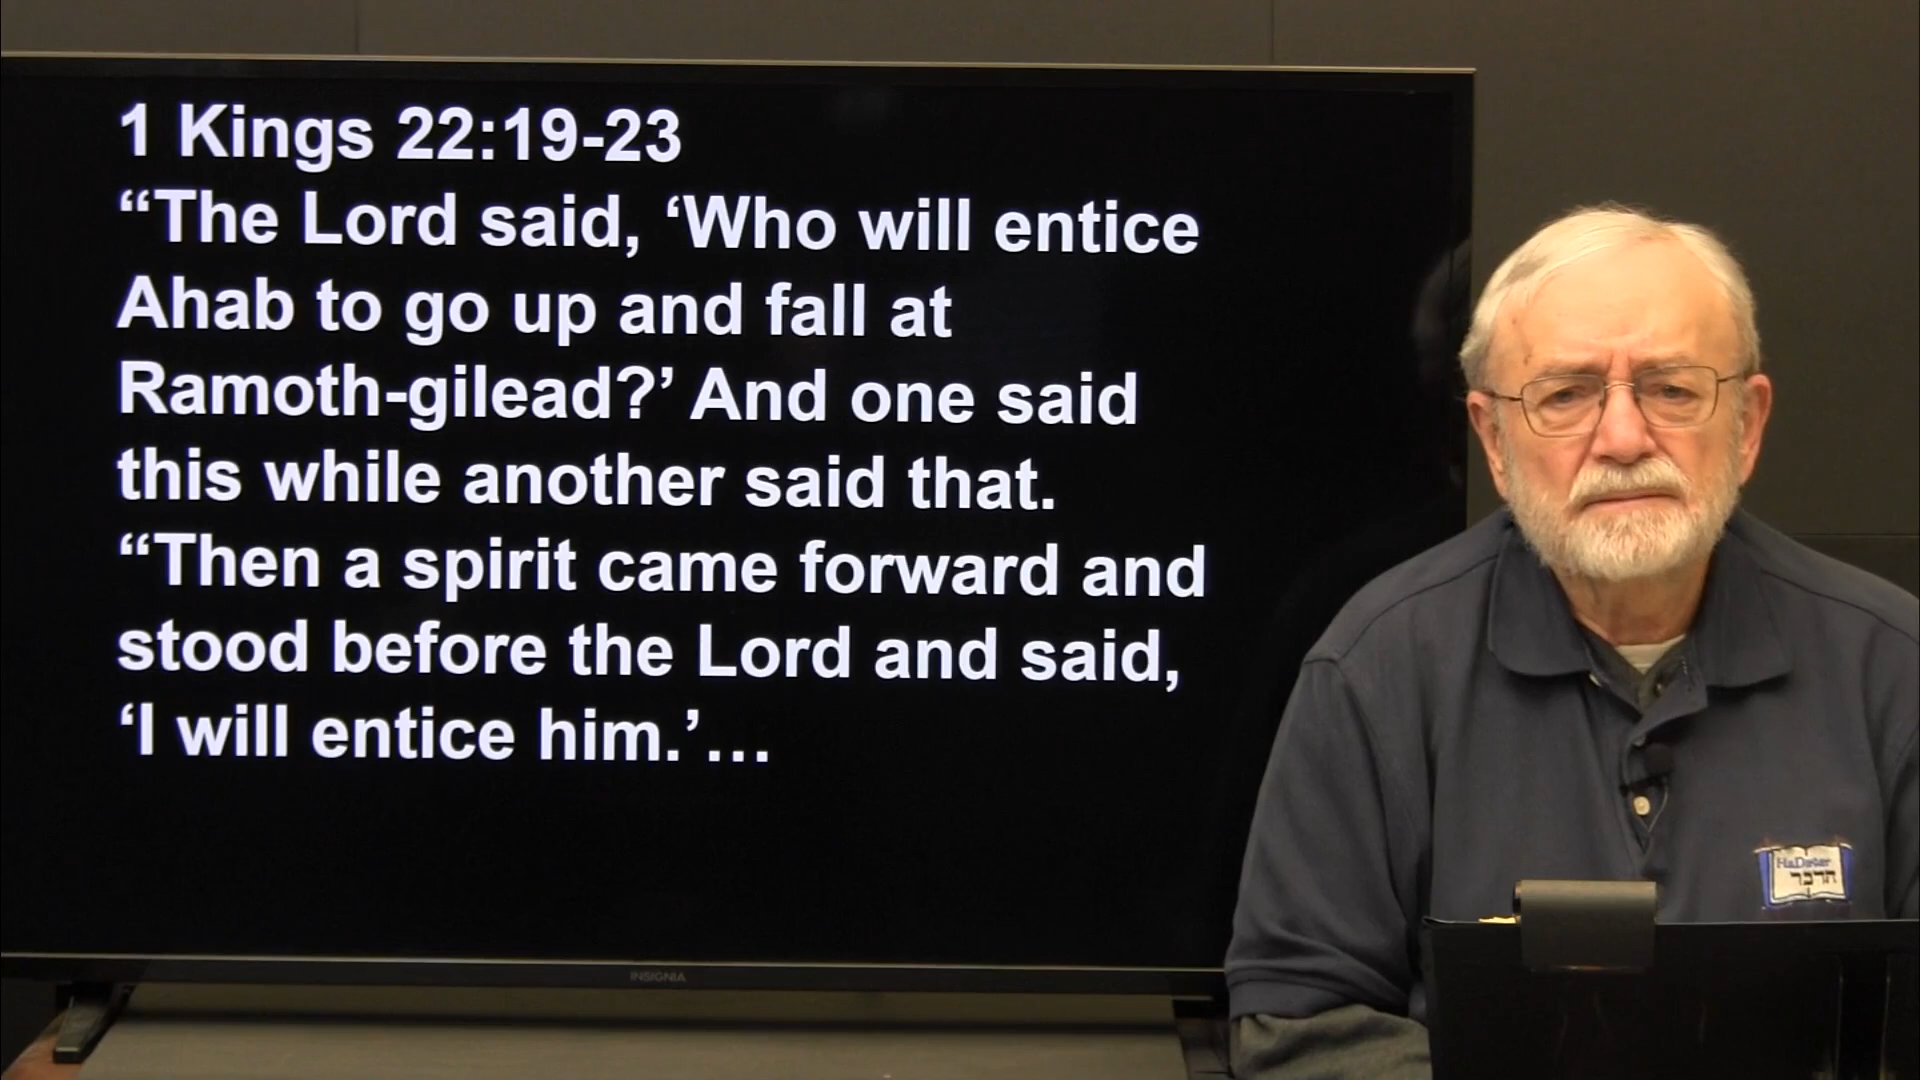 1 Kings 22:19-23
“The Lord said, ‘Who will entice
Ahab to go up and fall at
Ramoth-gilead?’ And one said
this while another said that.
“Then a spirit came forward and
stood before the Lord and said,
‘I will entice him.’…
INSIGNIA
HaDavar
הדבר